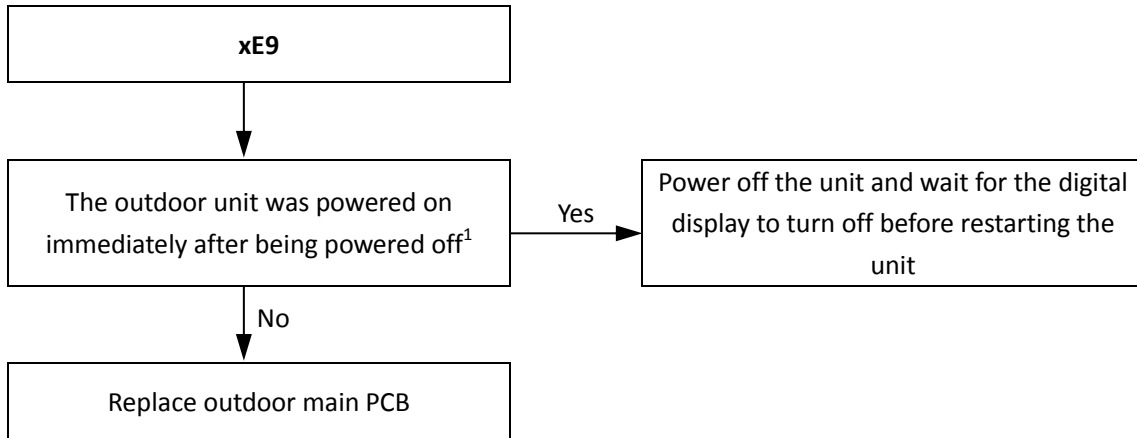 xE9
The outdoor unit was powered on
immediately after being powered off¹
Yes
Power off the unit and wait for the digital
display to turn off before restarting the
unit
No
Replace outdoor main PCB